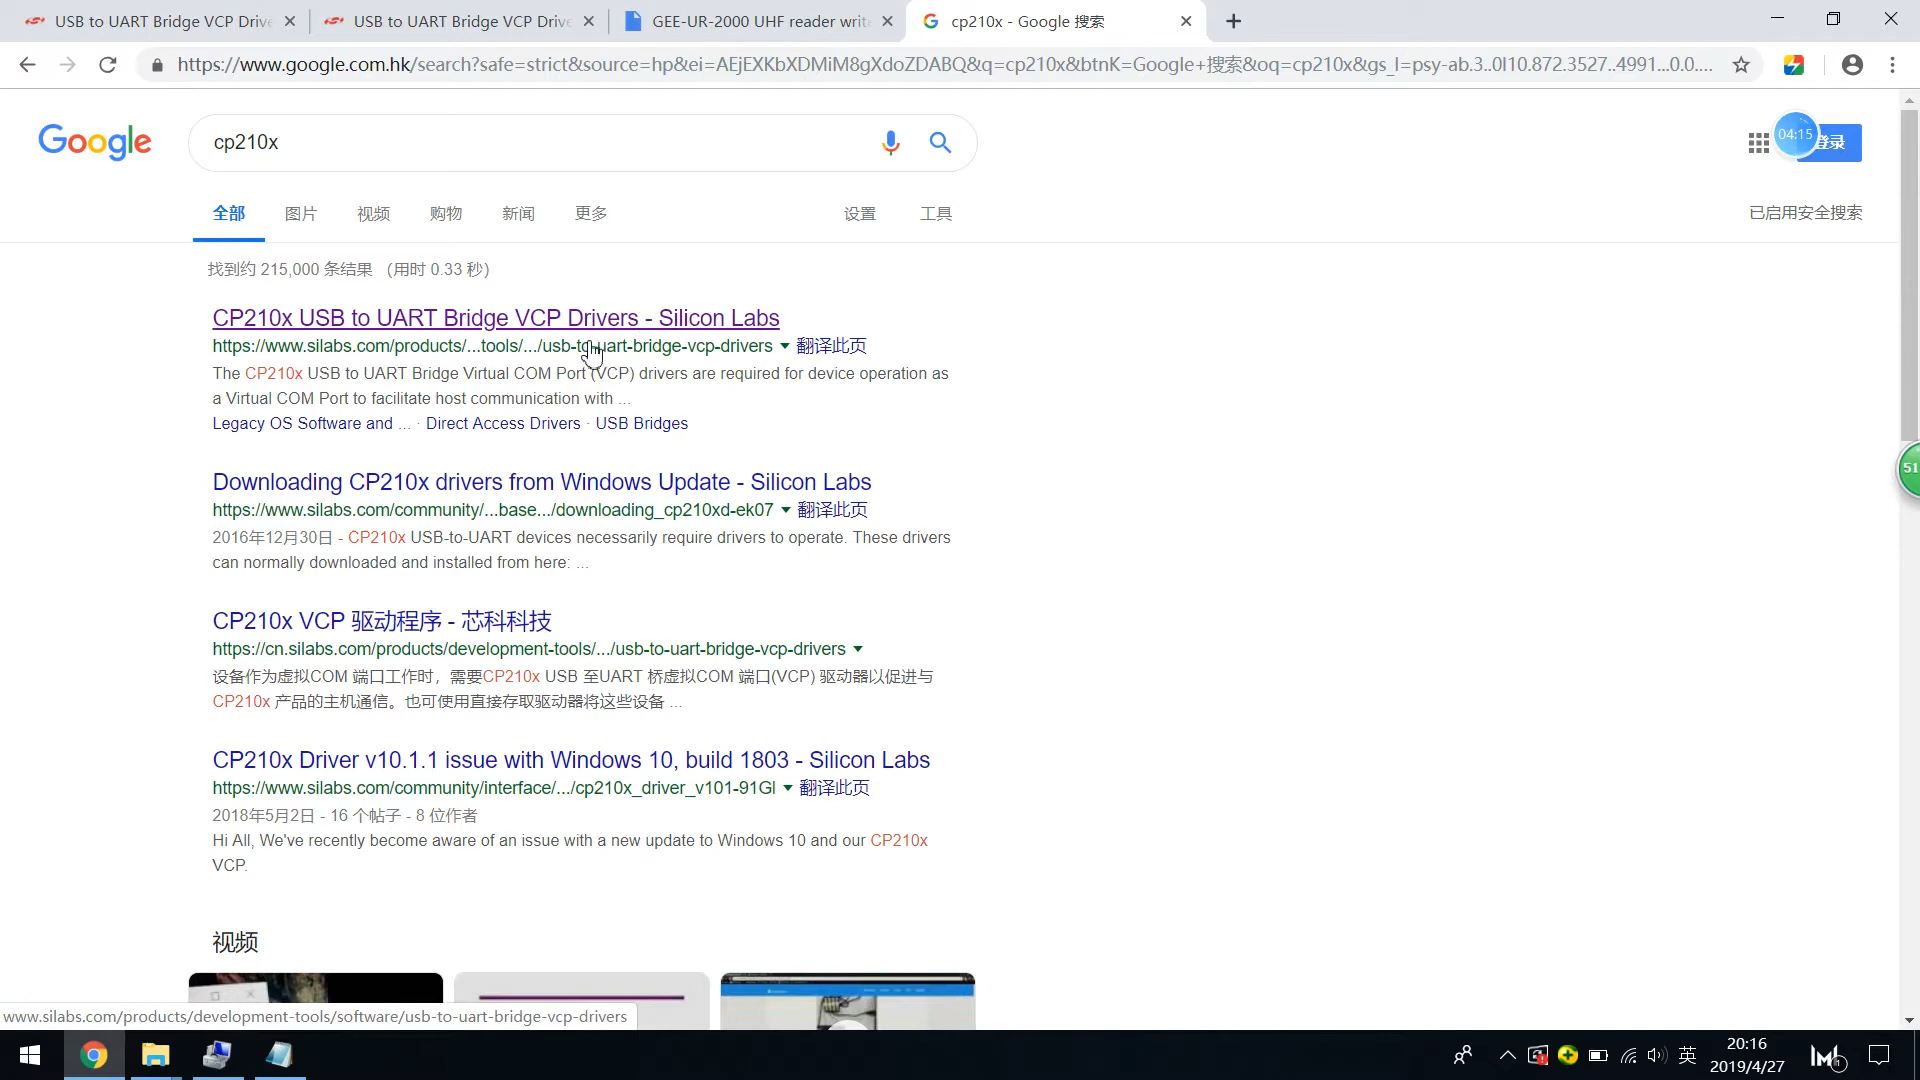 USB to UART Bridge VCP Drive
USB to UART Bridge VCP Drive
GEE-UR-2000 UHF reader write
cp210x - Google 搜索
https://www.google.com.hk/search?safe=strict&source=hp&ei=AEjEXKbXDMiM8gXdoZDABQ&q=cp210x&btnK=Google+搜索&oq=cp210x&gs_l=psy-ab.3..0l10.872.3527..4991...0.0....
Google
cp210x
04:15
登录
全部
图片
视频
购物
新闻
更多
设置
工具
已启用安全搜索
找到约 215,000 条结果 （用时 0.33 秒）
CP210x USB to UART Bridge VCP Drivers - Silicon Labs
https://www.silabs.com/products/...tools/.../usb-to-uart-bridge-vcp-drivers 翻译此页
The CP210x USB to UART Bridge Virtual COM Port (VCP) drivers are required for device operation as
a Virtual COM Port to facilitate host communication with ...
Legacy OS Software and ... · Direct Access Drivers · USB Bridges
51
Downloading CP210x drivers from Windows Update - Silicon Labs
https://www.silabs.com/community/...base.../downloading_cp210xd-ek07 翻译此页
2016年12月30日 - CP210x USB-to-UART devices necessarily require drivers to operate. These drivers
can normally downloaded and installed from here: ...
CP210x VCP 驱动程序 - 芯科科技
https://cn.silabs.com/products/development-tools/.../usb-to-uart-bridge-vcp-drivers
设备作为虚拟COM 端口工作时，需要CP210x USB 至UART 桥虚拟COM 端口(VCP) 驱动器以促进与
CP210x 产品的主机通信。也可使用直接存取驱动器将这些设备 ...
CP210x Driver v10.1.1 issue with Windows 10, build 1803 - Silicon Labs
https://www.silabs.com/community/interface/.../cp210x_driver_v101-91Gl 翻译此页
2018年5月2日 - 16 个帖子 - 8 位作者
Hi All, We've recently become aware of an issue with a new update to Windows 10 and our CP210x
VCP.
视频
www.silabs.com/products/development-tools/software/usb-to-uart-bridge-vcp-drivers
英
20:16
2019/4/27